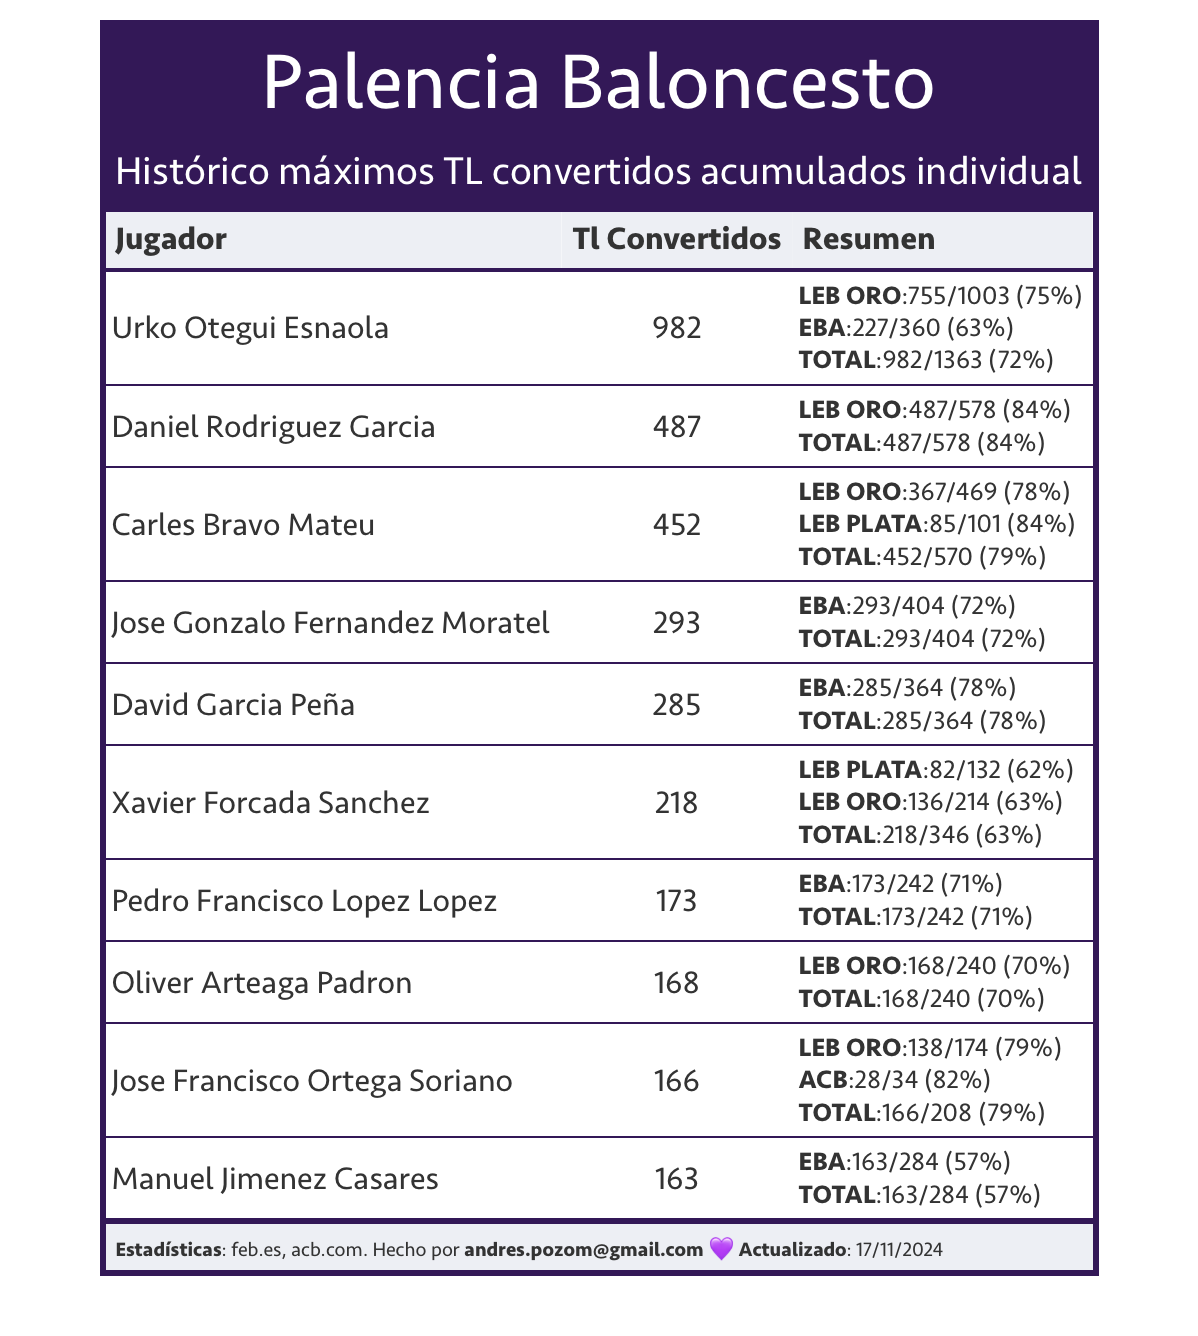 Palencia Baloncesto
Histórico máximos TL convertidos acumulados individual
Jugador Tl Convertidos Resumen
Urko Otegui Esnaola 982
LEB ORO:755/1003 (75%)
EBA:227/360 (63%)
TOTAL:982/1363 (72%)
Daniel Rodriguez Garcia 487
LEB ORO:487/578 (84%)
TOTAL:487/578 (84%)
Carles Bravo Mateu 452
LEB ORO:367/469 (78%)
LEB PLATA:85/101 (84%)
TOTAL:452/570 (79%)
Jose Gonzalo Fernandez Moratel 293
EBA:293/404 (72%)
TOTAL:293/404 (72%)
David Garcia Peña 285
EBA:285/364 (78%)
TOTAL:285/364 (78%)
Xavier Forcada Sanchez 218
LEB PLATA:82/132 (62%)
LEB ORO:136/214 (63%)
TOTAL:218/346 (63%)
Pedro Francisco Lopez Lopez 173
EBA:173/242 (71%)
TOTAL:173/242 (71%)
Oliver Arteaga Padron 168
LEB ORO:168/240 (70%)
TOTAL:168/240 (70%)
Jose Francisco Ortega Soriano 166
LEB ORO:138/174 (79%)
ACB:28/34 (82%)
TOTAL:166/208 (79%)
Manuel Jimenez Casares 163
EBA:163/284 (57%)
TOTAL:163/284 (57%)
Estadísticas: feb.es, acb.com. Hecho por andres.pozom@gmail.com 💜 Actualizado: 17/11/2024